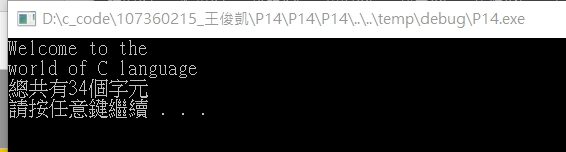 D:\c_code\107360215_王俊凱\P14\P14\P14\..\..\temp\debug\P14.exe
Welcome to the
world of C language
總共有34個字元
請按任意鍵繼續 . . .